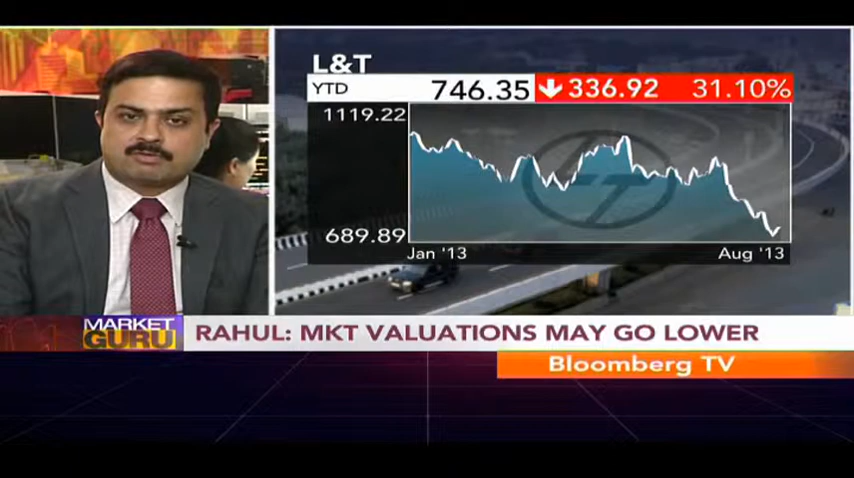 L&T
YTD 746.35 336.92 31.10%
1119.22
689.89
Jan '13 Aug '13
MARKET
GURU
RAHUL: MKT VALUATIONS MAY GO LOWER
Bloomberg TV